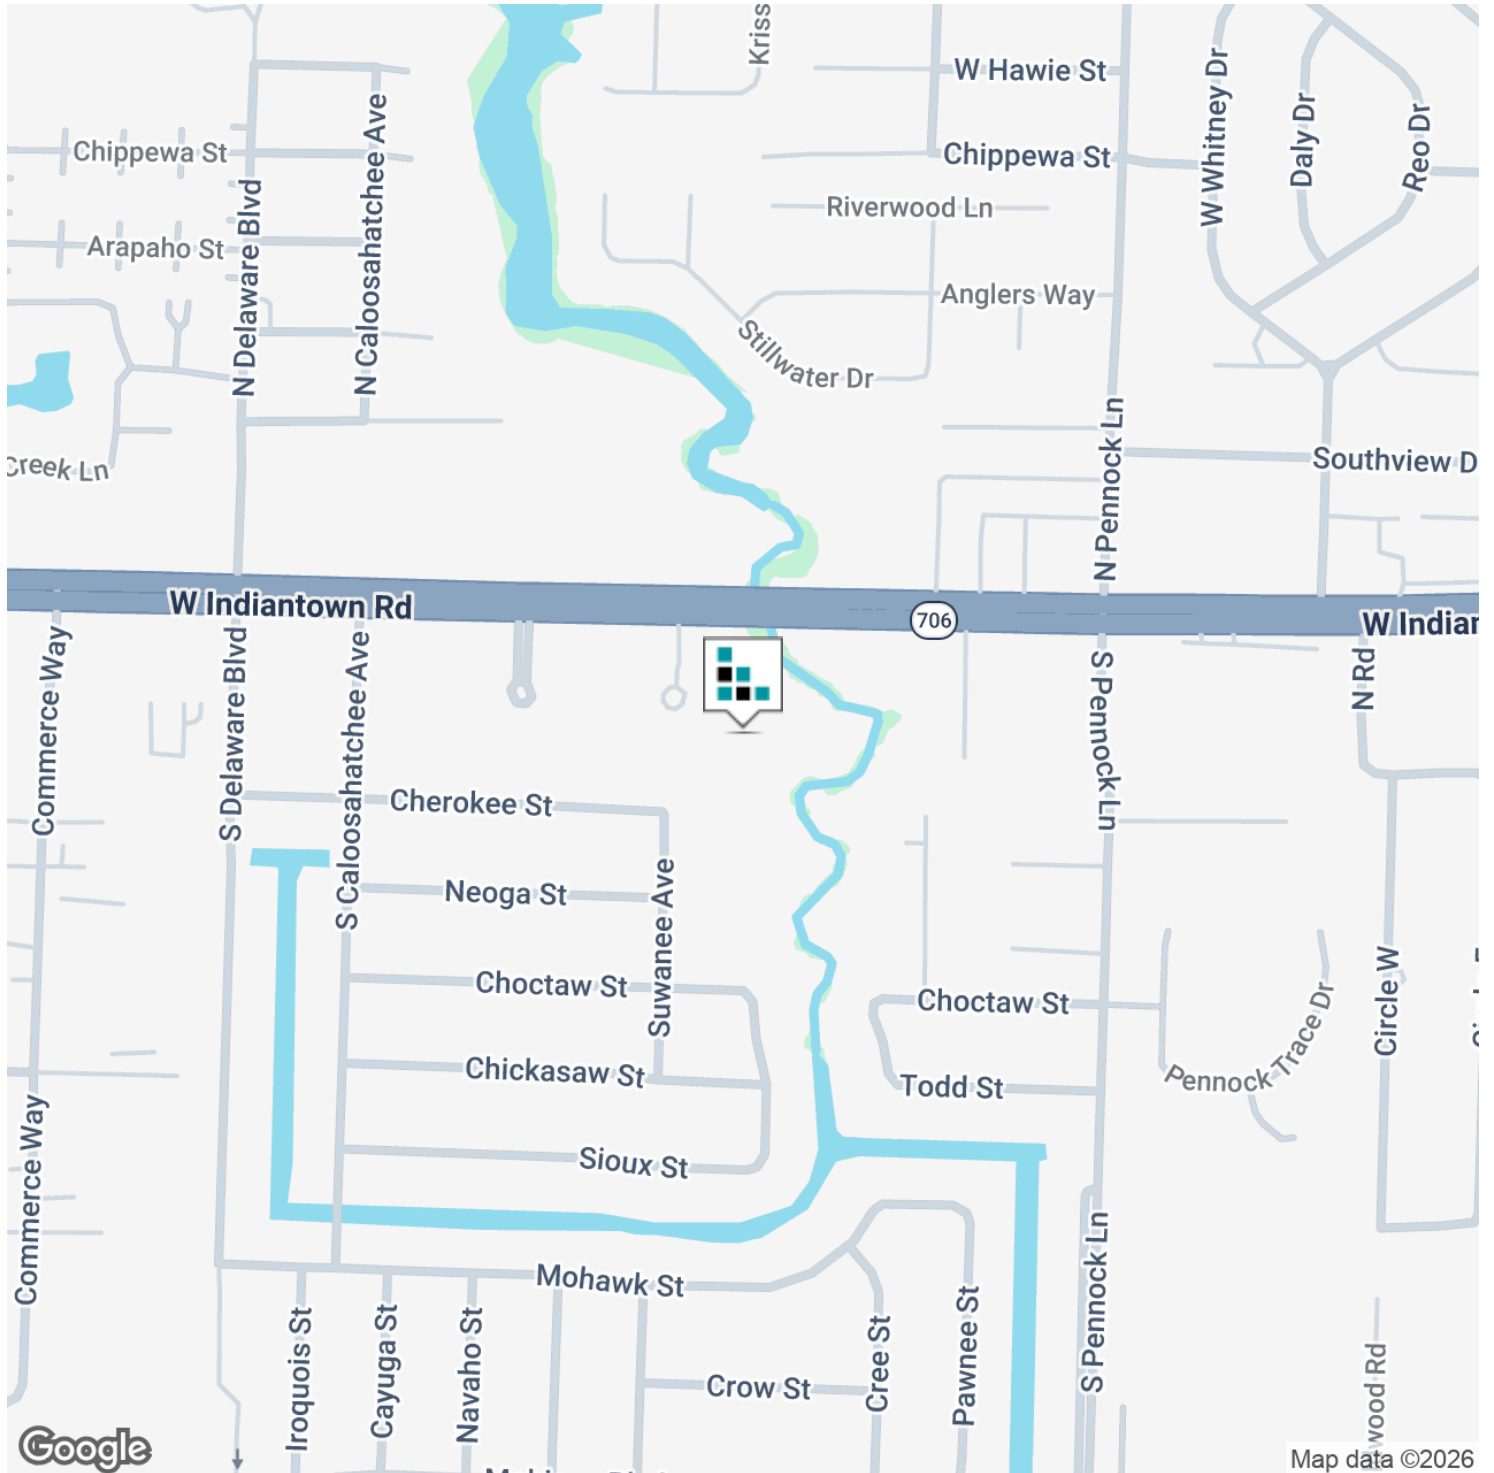 Kriss
W Hawie St
Chippewa St
Chippewa St
N Caloosahatchee Ave
W Whitney Dr
Daly Dr
Reo Dr
Riverwood Ln
Arapaho St
N Delaware Blvd
Anglers Way
Stillwater Dr
Creek Ln
N Pennock Ln
Southview D
W Indiantown Rd
706
W Indian
Commerce Way
S Delaware Blvd
S Caloosahatchee Ave
S Pennock Ln
N Rd
Cherokee St
Neoga St
Suwanee Ave
Choctaw St
Choctaw St
Circle W
Pennock Trace Dr
Chickasaw St
Todd St
Sioux St
Commerce Way
S Pennock Ln
Mohawk St
Iroquois St
Cayuga St
Navaho St
Cree St
Pawnee St
Crow St
wood Rd
Google
Map data ©2026